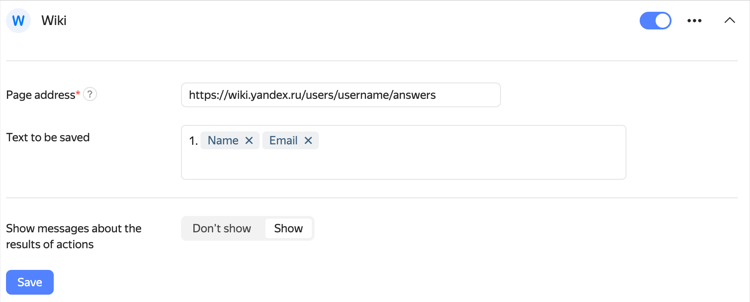 W Wiki
Page address* ?
https://wiki.yandex.ru/users/username/answers
Text to be saved
1. Name × Email ×
Show messages about the
results of actions
Don't show Show
Save